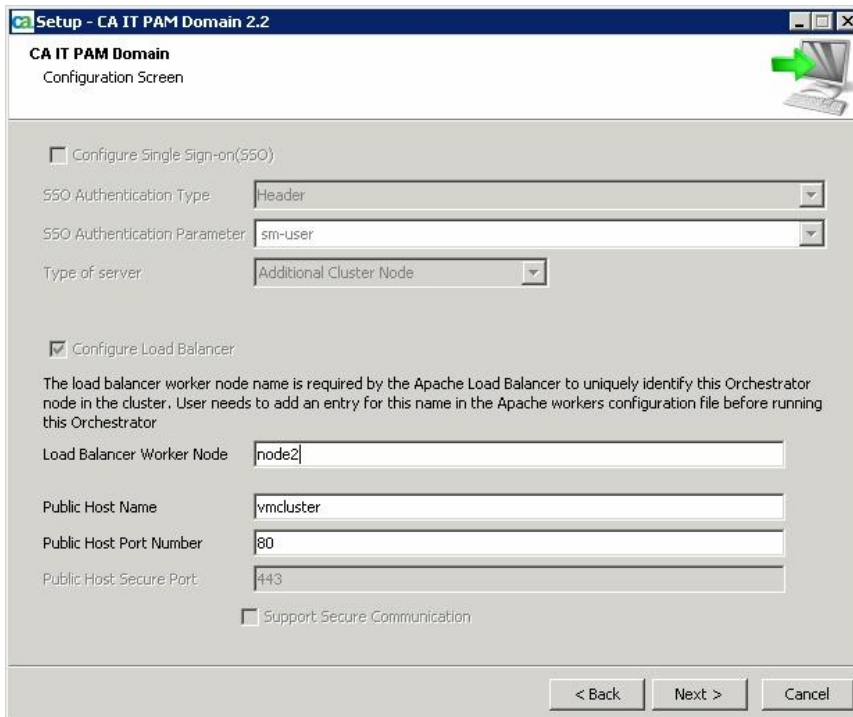 ca Setup - CA IT PAM Domain 2.2
CA IT PAM Domain
Configuration Screen
Configure Single Sign-on(SSO)
SSO Authentication Type Header
SSO Authentication Parameter sm-user
Type of server Additional Cluster Node
Configure Load Balancer
The load balancer worker node name is required by the Apache Load Balancer to uniquely identify this Orchestrator
node in the cluster. User needs to add an entry for this name in the Apache workers configuration file before running
this Orchestrator
Load Balancer Worker Node node2
Public Host Name vmcluster
Public Host Port Number 80
Public Host Secure Port 443
Support Secure Communication
< Back Next > Cancel